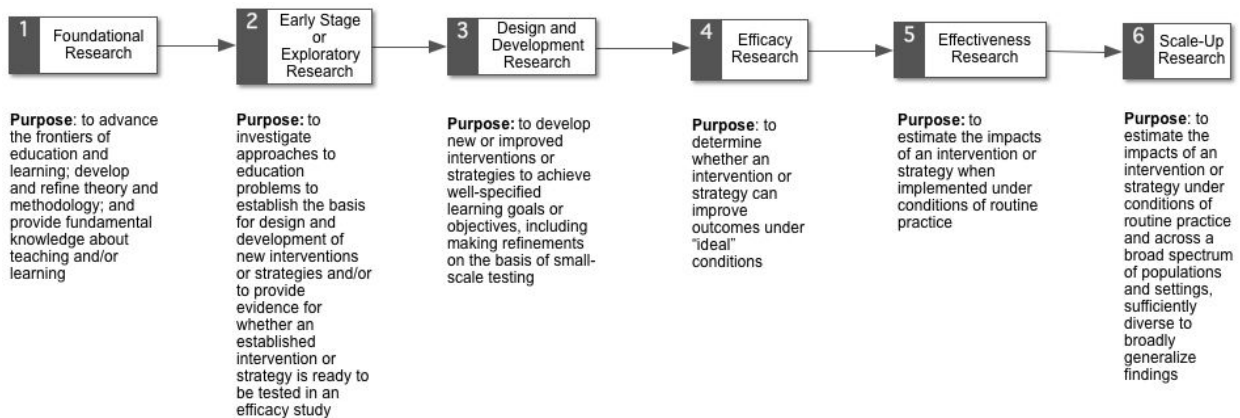 1
Foundational
Research
2
Early Stage
or
Exploratory
Research
3
Design and
Development
Research
4
Efficacy
Research
5
Effectiveness
Research
6
Scale-Up
Research
Purpose: to advance
the frontiers of
education and
learning; develop
and refine theory and
methodology; and
provide fundamental
knowledge about
teaching and/or
learning
Purpose: to
investigate
approaches to
education
problems to
establish the basis
for design and
development of
new interventions
or strategies and/or
to provide
evidence for
whether an
established
intervention or
strategy is ready to
be tested in an
efficacy study
Purpose: to develop
new or improved
interventions or
strategies to achieve
well-specified
learning goals or
objectives, including
making refinements
on the basis of small-
scale testing
Purpose: to
determine
whether an
intervention or
strategy can
improve
outcomes under
“ideal”
conditions
Purpose: to
estimate the impacts
of an intervention or
strategy when
implemented under
conditions of routine
practice
Purpose: to
estimate the
impacts of an
intervention or
strategy under
conditions of
routine practice
and across a
broad spectrum
of populations
and settings,
sufficiently
diverse to
broadly
generalize
findings